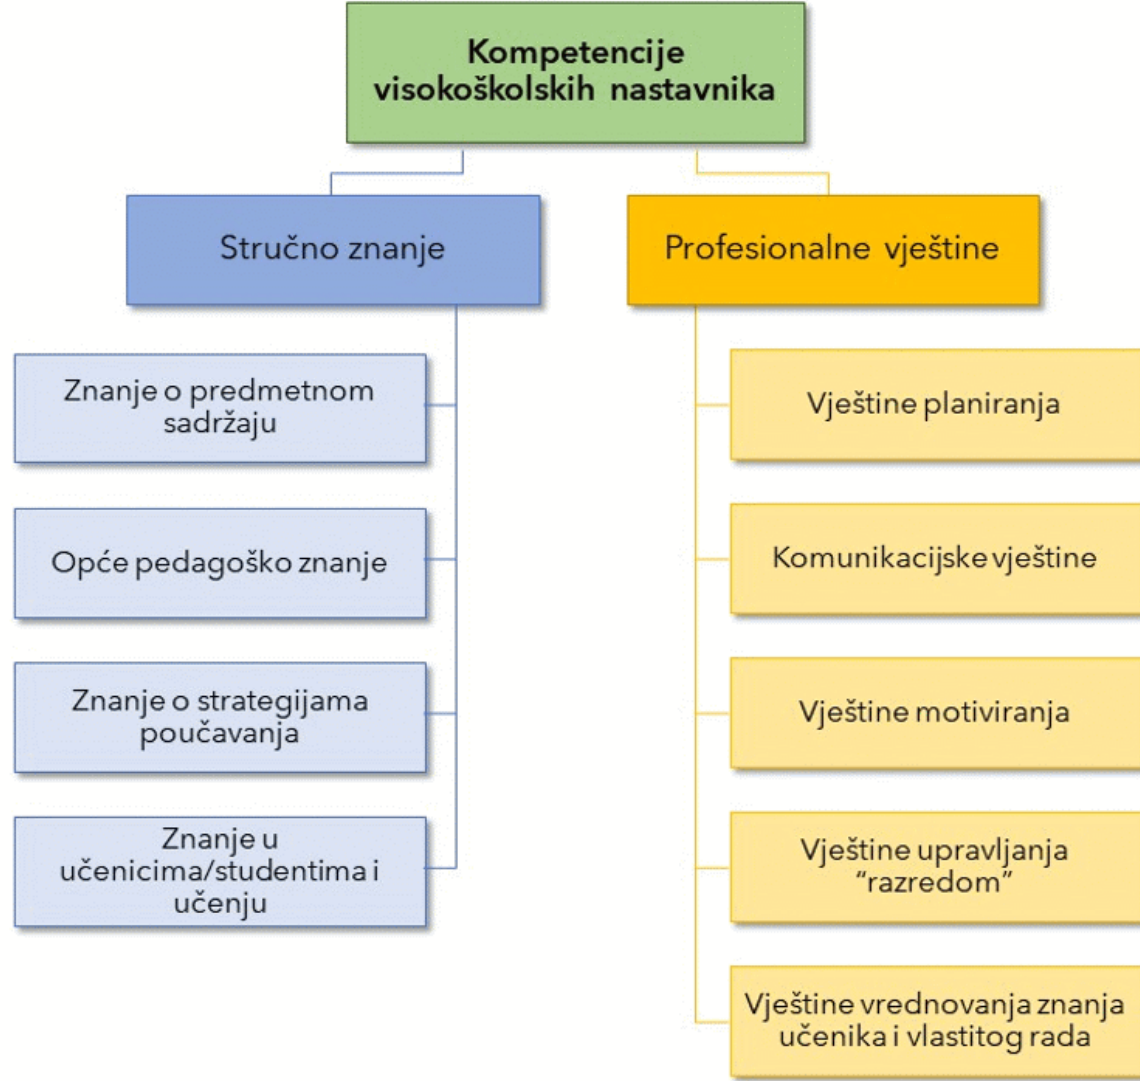 Kompetencije
visokoškolskih nastavnika
Stručno znanje
Znanje o predmetnom
sadržaju
Opće pedagoško znanje
Znanje o strategijama
poučavanja
Znanje u
učenicima/studentima i
učenju
Profesionalne vještine
Vještine planiranja
Komunikacijske vještine
Vještine motiviranja
Vještine upravljanja
“razredom”
Vještine vrednovanja znanja
učenika i vlastitog rada